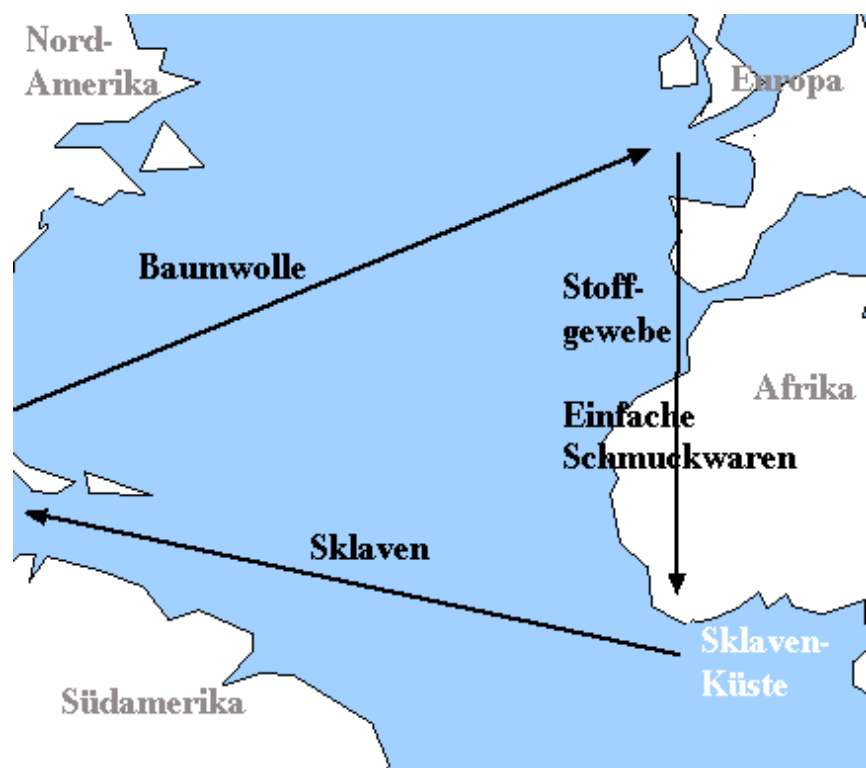 Nord-
Amerika
Europa
Baumwolle
Stoff-
gewebe
Afrika
Einfache
Schmuckwaren
Sklaven
Sklaven-
Küste
Südamerika